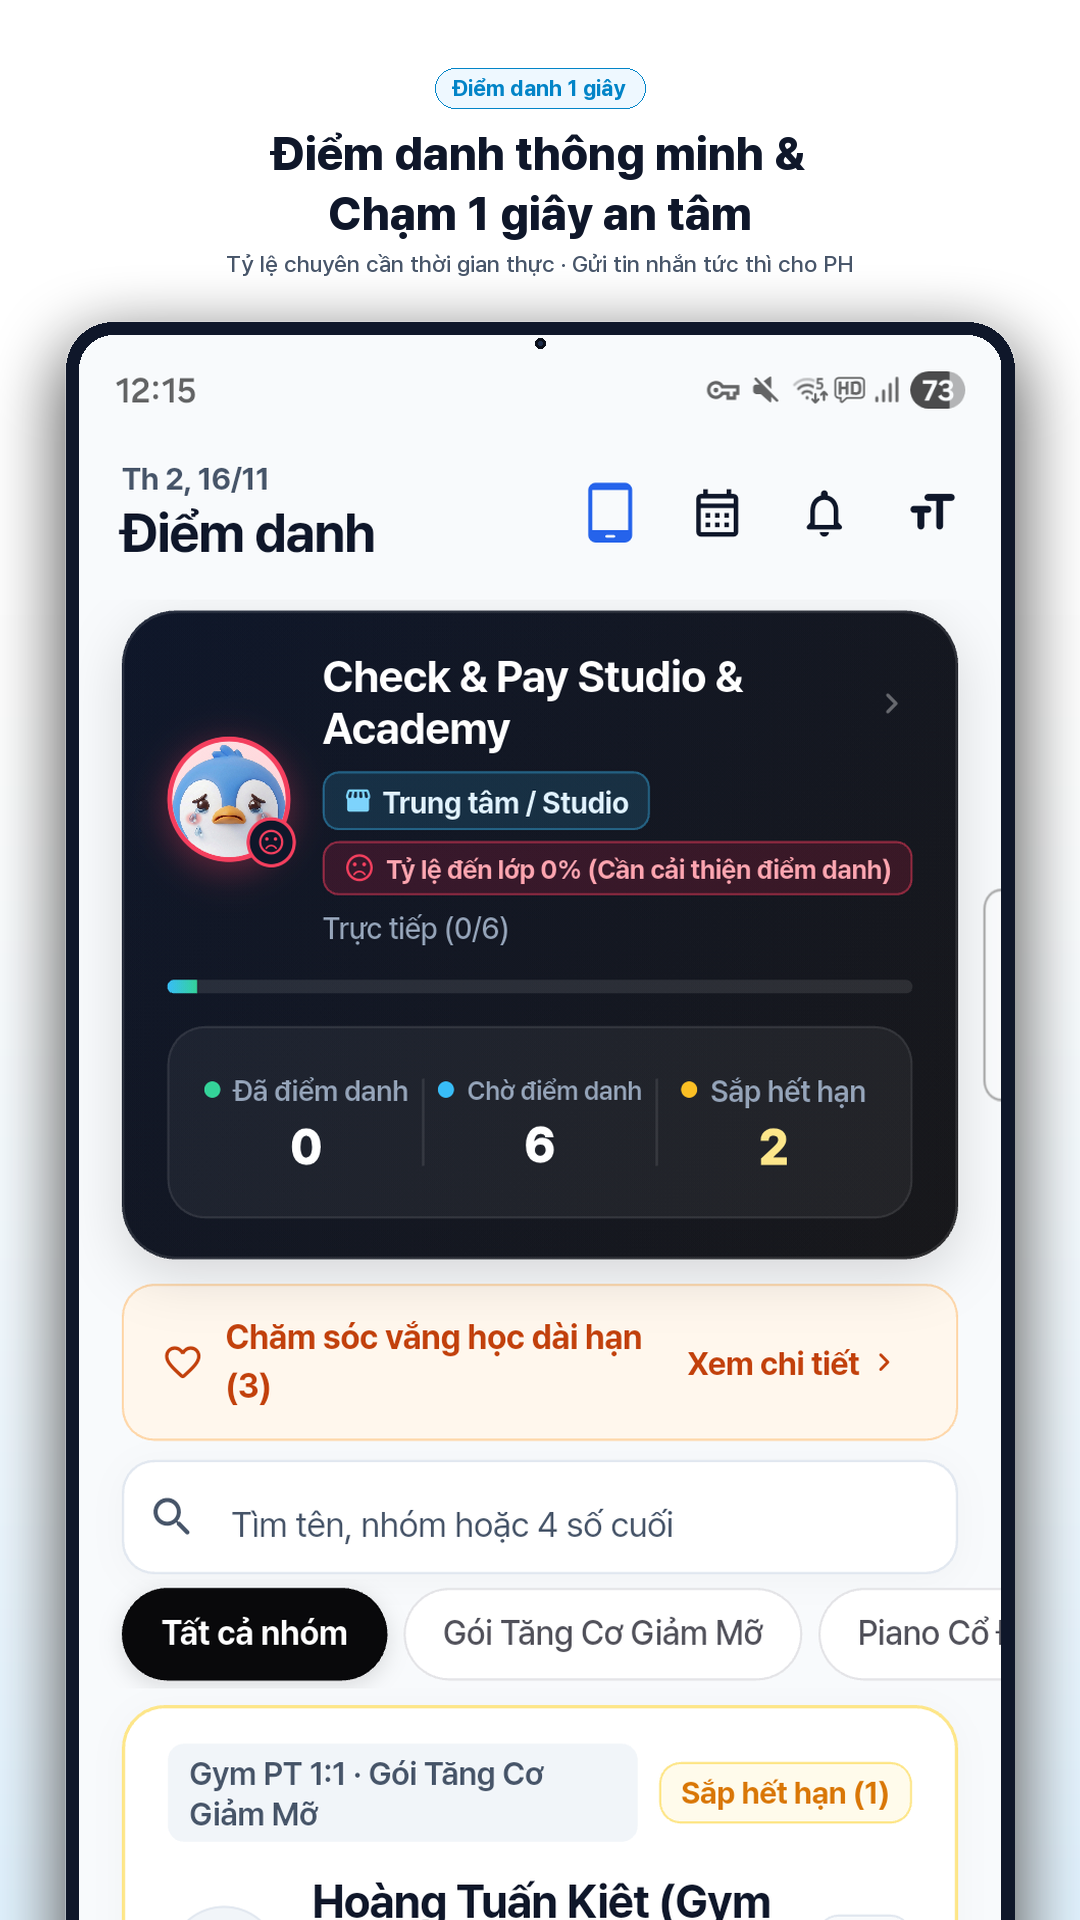 Điểm danh 1 giây
Điểm danh thông minh &
Chạm 1 giây an tâm
Tỷ lệ chuyên cần thời gian thực · Gửi tin nhắn tức thì cho PH
12:15
5
HD
73
Th 2, 16/11
Điểm danh
Check & Pay Studio &
Academy
Trung tâm / Studio
Tỷ lệ đến lớp 0% (Cần cải thiện điểm danh)
Trực tiếp (0/6)
Đã điểm danh
Chờ điểm danh
Sắp hết hạn
0
6
2
Chăm sóc vắng học dài hạn
(3)
Xem chi tiết
Tìm tên, nhóm hoặc 4 số cuối
Tất cả nhóm
Gói Tăng Cơ Giảm Mỡ
Piano Cổ
Gym PT 1:1 · Gói Tăng Cơ
Giảm Mỡ
Sắp hết hạn (1)
Hoàng Tuấn Kiệt (Gym